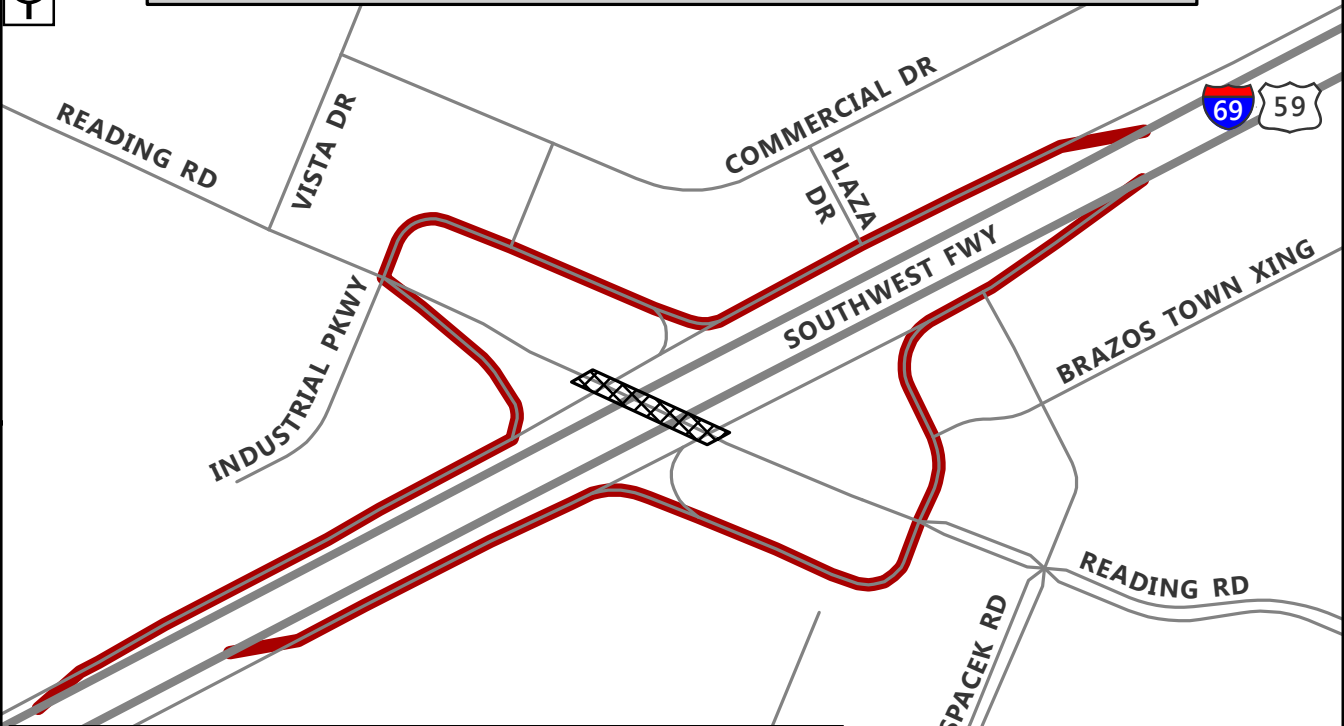 COMMERCIAL DR
69
59
READING RD
VISTA DR
PLAZA
DR
SOUTHWEST FWY
BRAZOS TOWN XING
INDUSTRIAL PKWY
READING RD
SPACEK RD